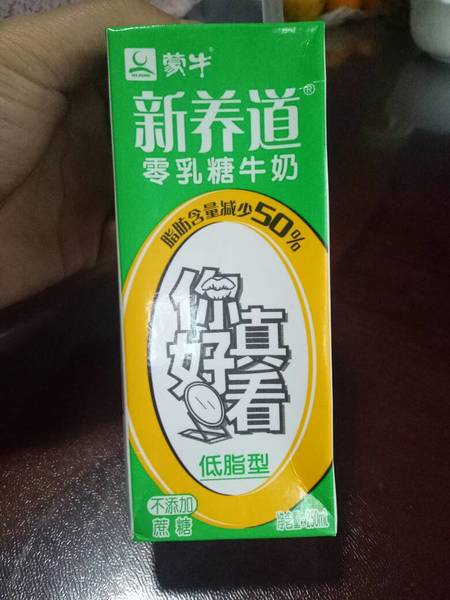 蒙牛
新养道®
零乳糖牛奶
脂肪含量减少50%
你好真看
低脂型
不添加
蔗糖